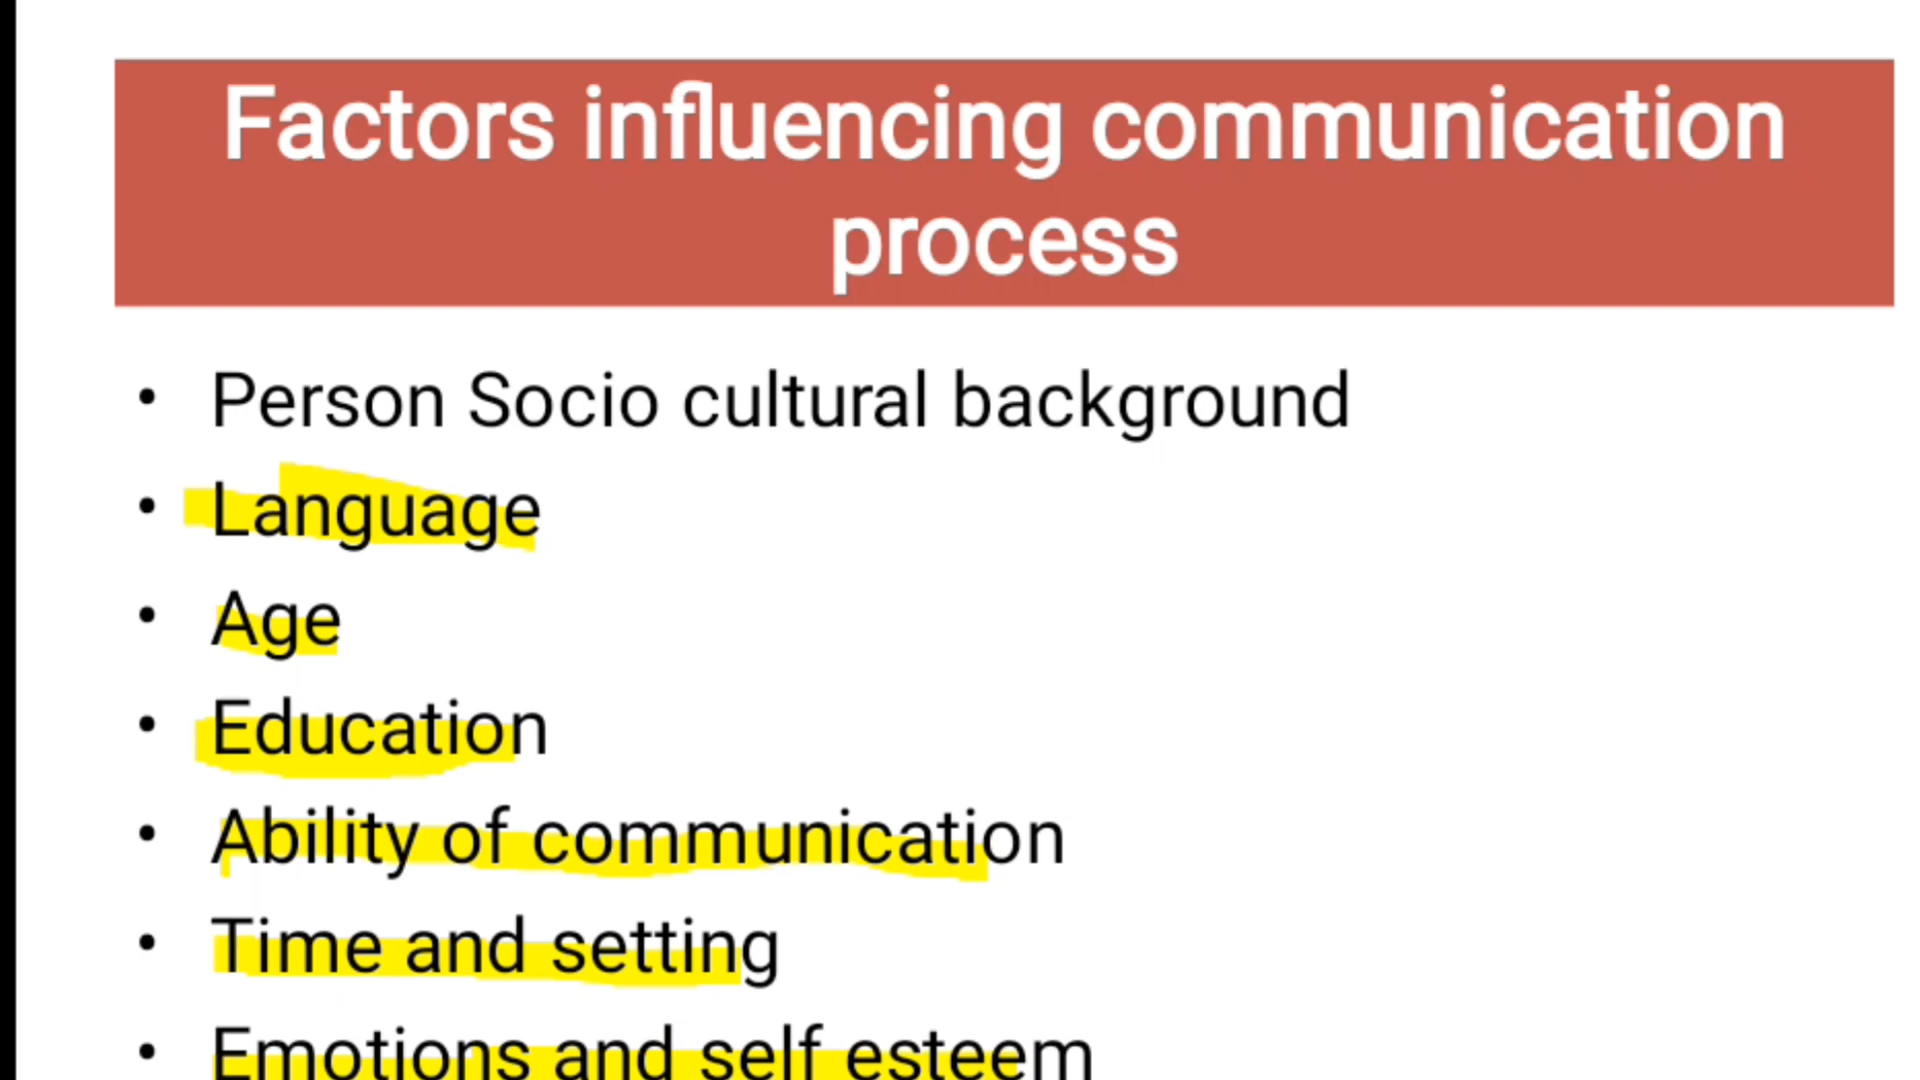 Factors influencing communication
process
• Person Socio cultural background
• Language
• Age
• Education
• Ability of communication
• Time and setting
• Emotions and self esteem